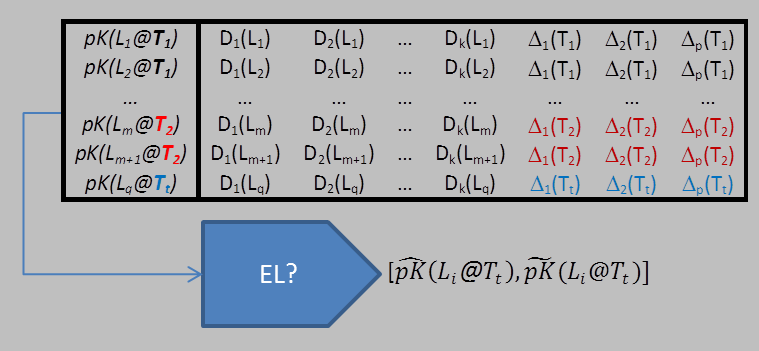 pK(L₁@T₁) D₁(L₁) D₂(L₁) ... Dₖ(L₁) Δ₁(T₁) Δ₂(T₁) Δₚ(T₁)
pK(L₂@T₁) D₁(L₂) D₂(L₂) ... Dₖ(L₂) Δ₁(T₁) Δ₂(T₁) Δₚ(T₁)
... ... ... ... ... ... ... ...
pK(Lₘ@T₂) D₁(Lₘ) D₂(Lₘ) ... Dₖ(Lₘ) Δ₁(T₂) Δ₂(T₂) Δₚ(T₂)
pK(Lₘ₊₁@T₂) D₁(Lₘ₊₁) D₂(Lₘ₊₁) ... Dₖ(Lₘ₊₁) Δ₁(T₂) Δ₂(T₂) Δₚ(T₂)
pK(L_q@Tₜ) D₁(L_q) D₂(L_q) ... Dₖ(L_q) Δ₁(Tₜ) Δ₂(Tₜ) Δₚ(Tₜ)
EL?
[p̂K̂(Lᵢ@Tₜ), p̃K̃(Lᵢ@Tₜ)]